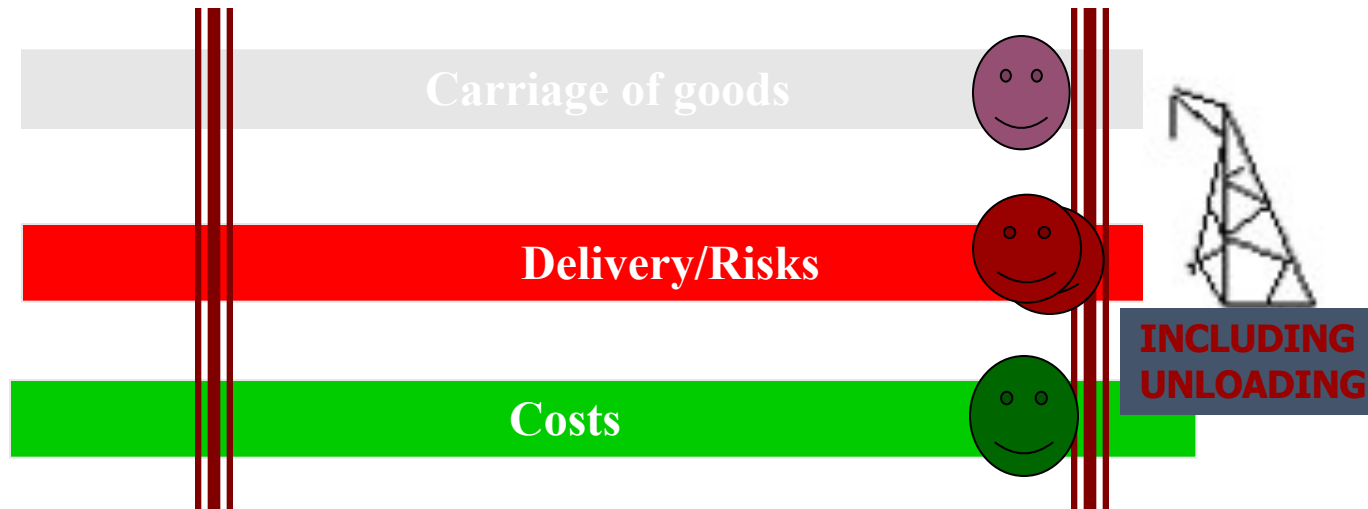 Carriage of goods
Delivery/Risks
INCLUDING
UNLOADING
Costs